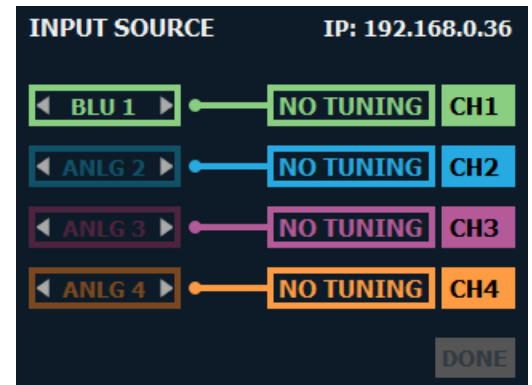 INPUT SOURCE IP: 192.168.0.36
BLU 1 NO TUNING CH1
ANLG 2 NO TUNING CH2
ANLG 3 NO TUNING CH3
ANLG 4 NO TUNING CH4
DONE